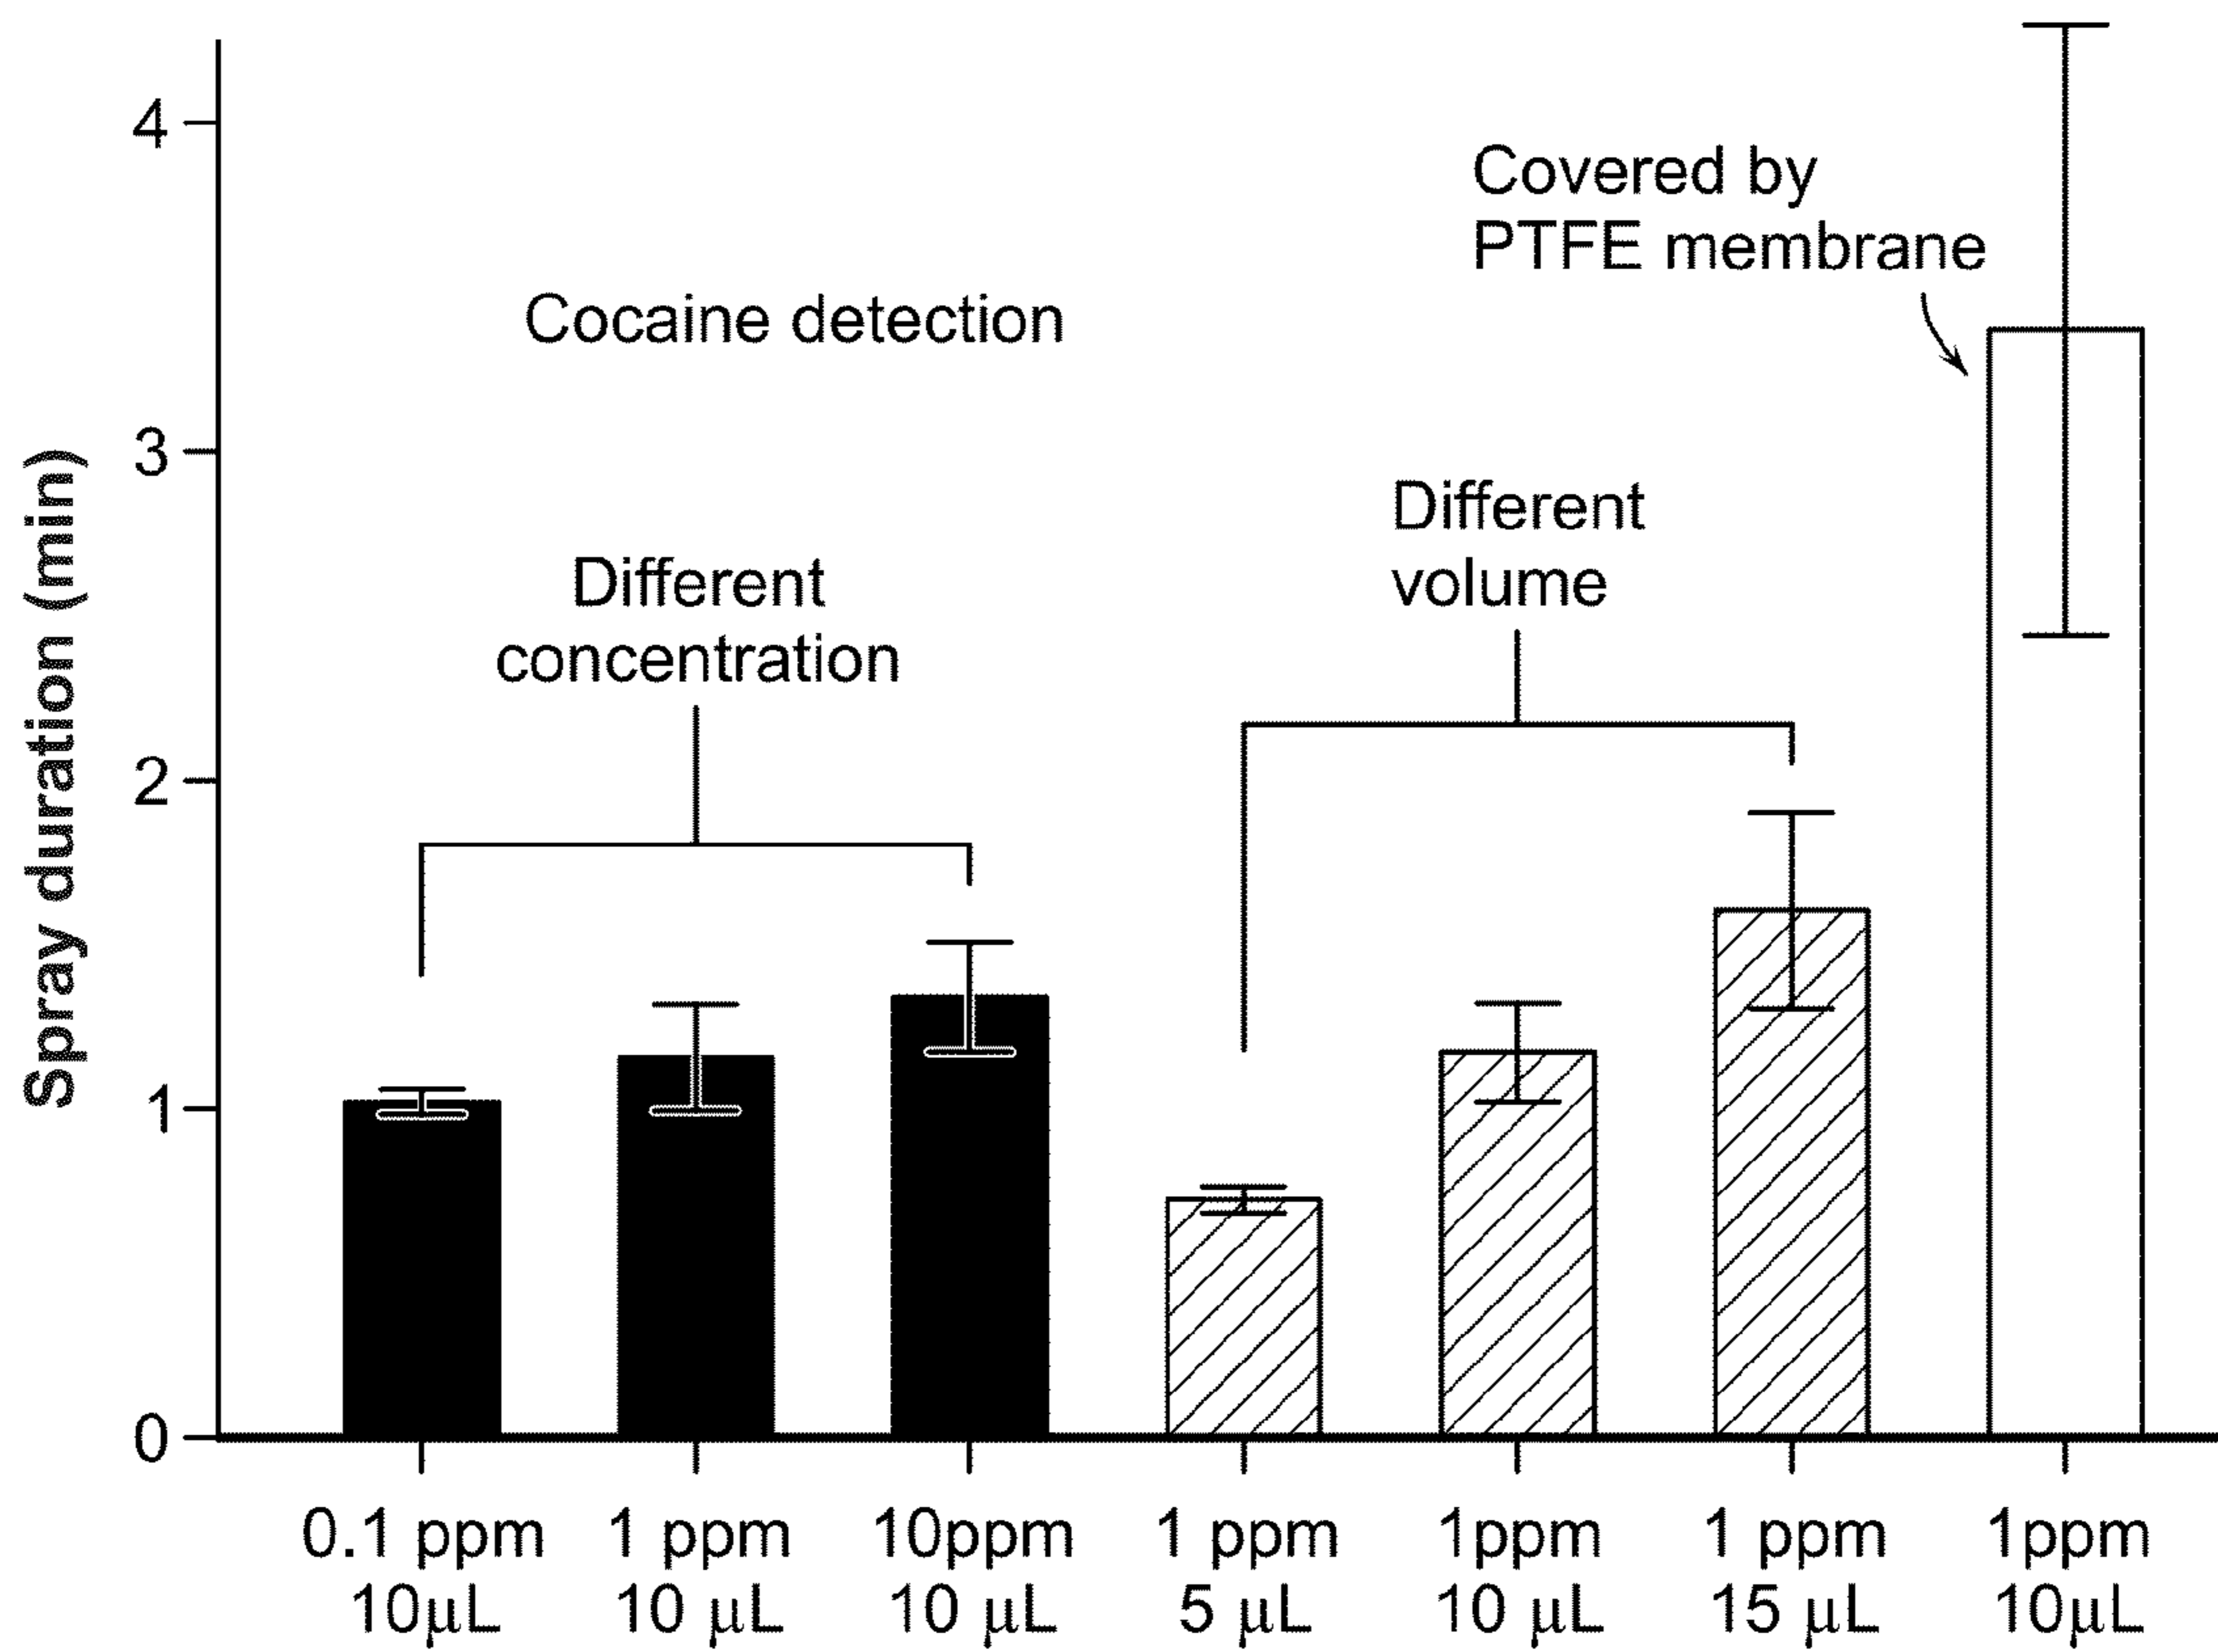 Spray duration (min)
4
3
2
1
0
Cocaine detection
Different
concentration
Different
volume
Covered by
PTFE membrane
0.1 ppm
10μL
1 ppm
10 μL
10ppm
10 μL
1 ppm
5 μL
1ppm
10 μL
1 ppm
15 μL
1ppm
10μL